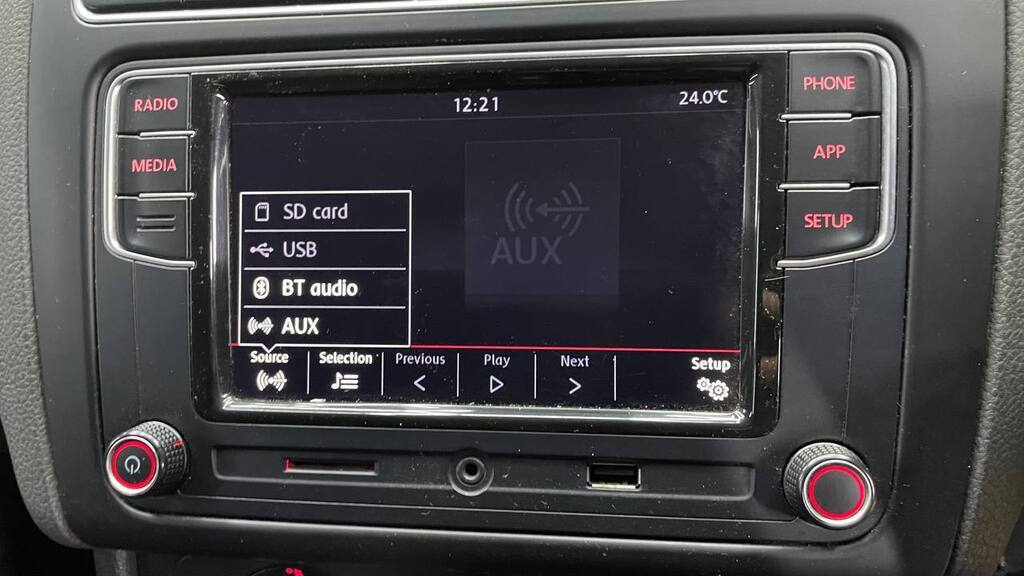 RADIO
MEDIA
PHONE
APP
SETUP
12:21
24.0°C
AUX
SD card
USB
BT audio
AUX
Source
Selection
Previous
Play
Next
Setup